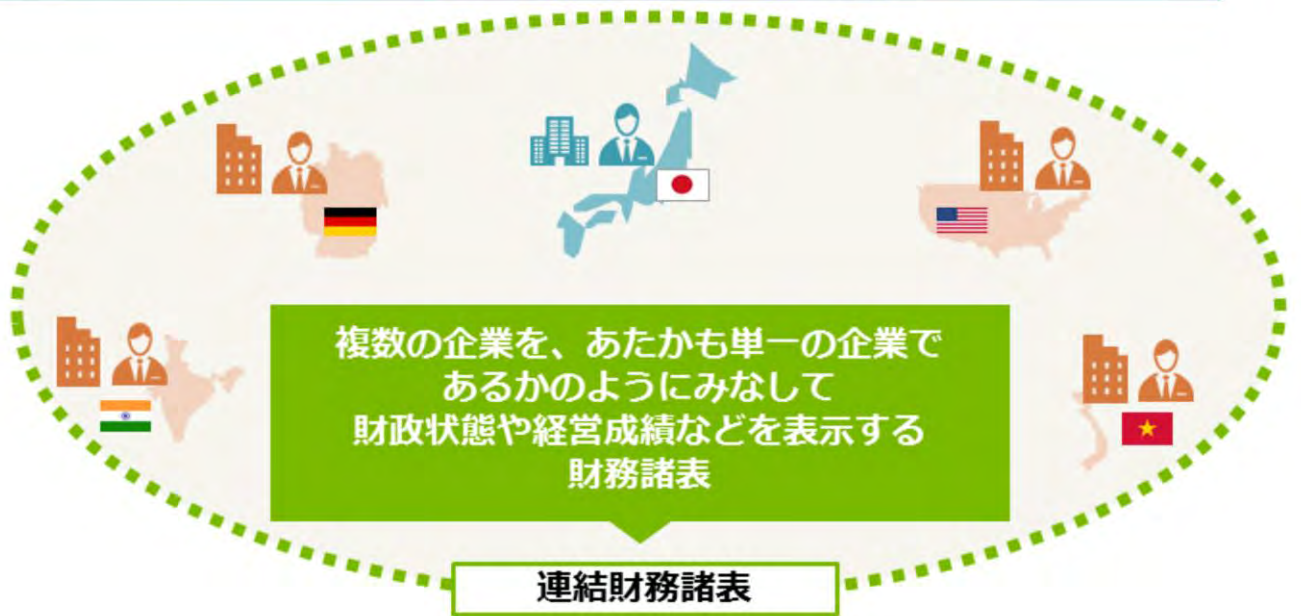 複数の企業を、あたかも単一の企業で
あるかのようにみなして
財政状態や経営成績などを表示する
財務諸表
連結財務諸表